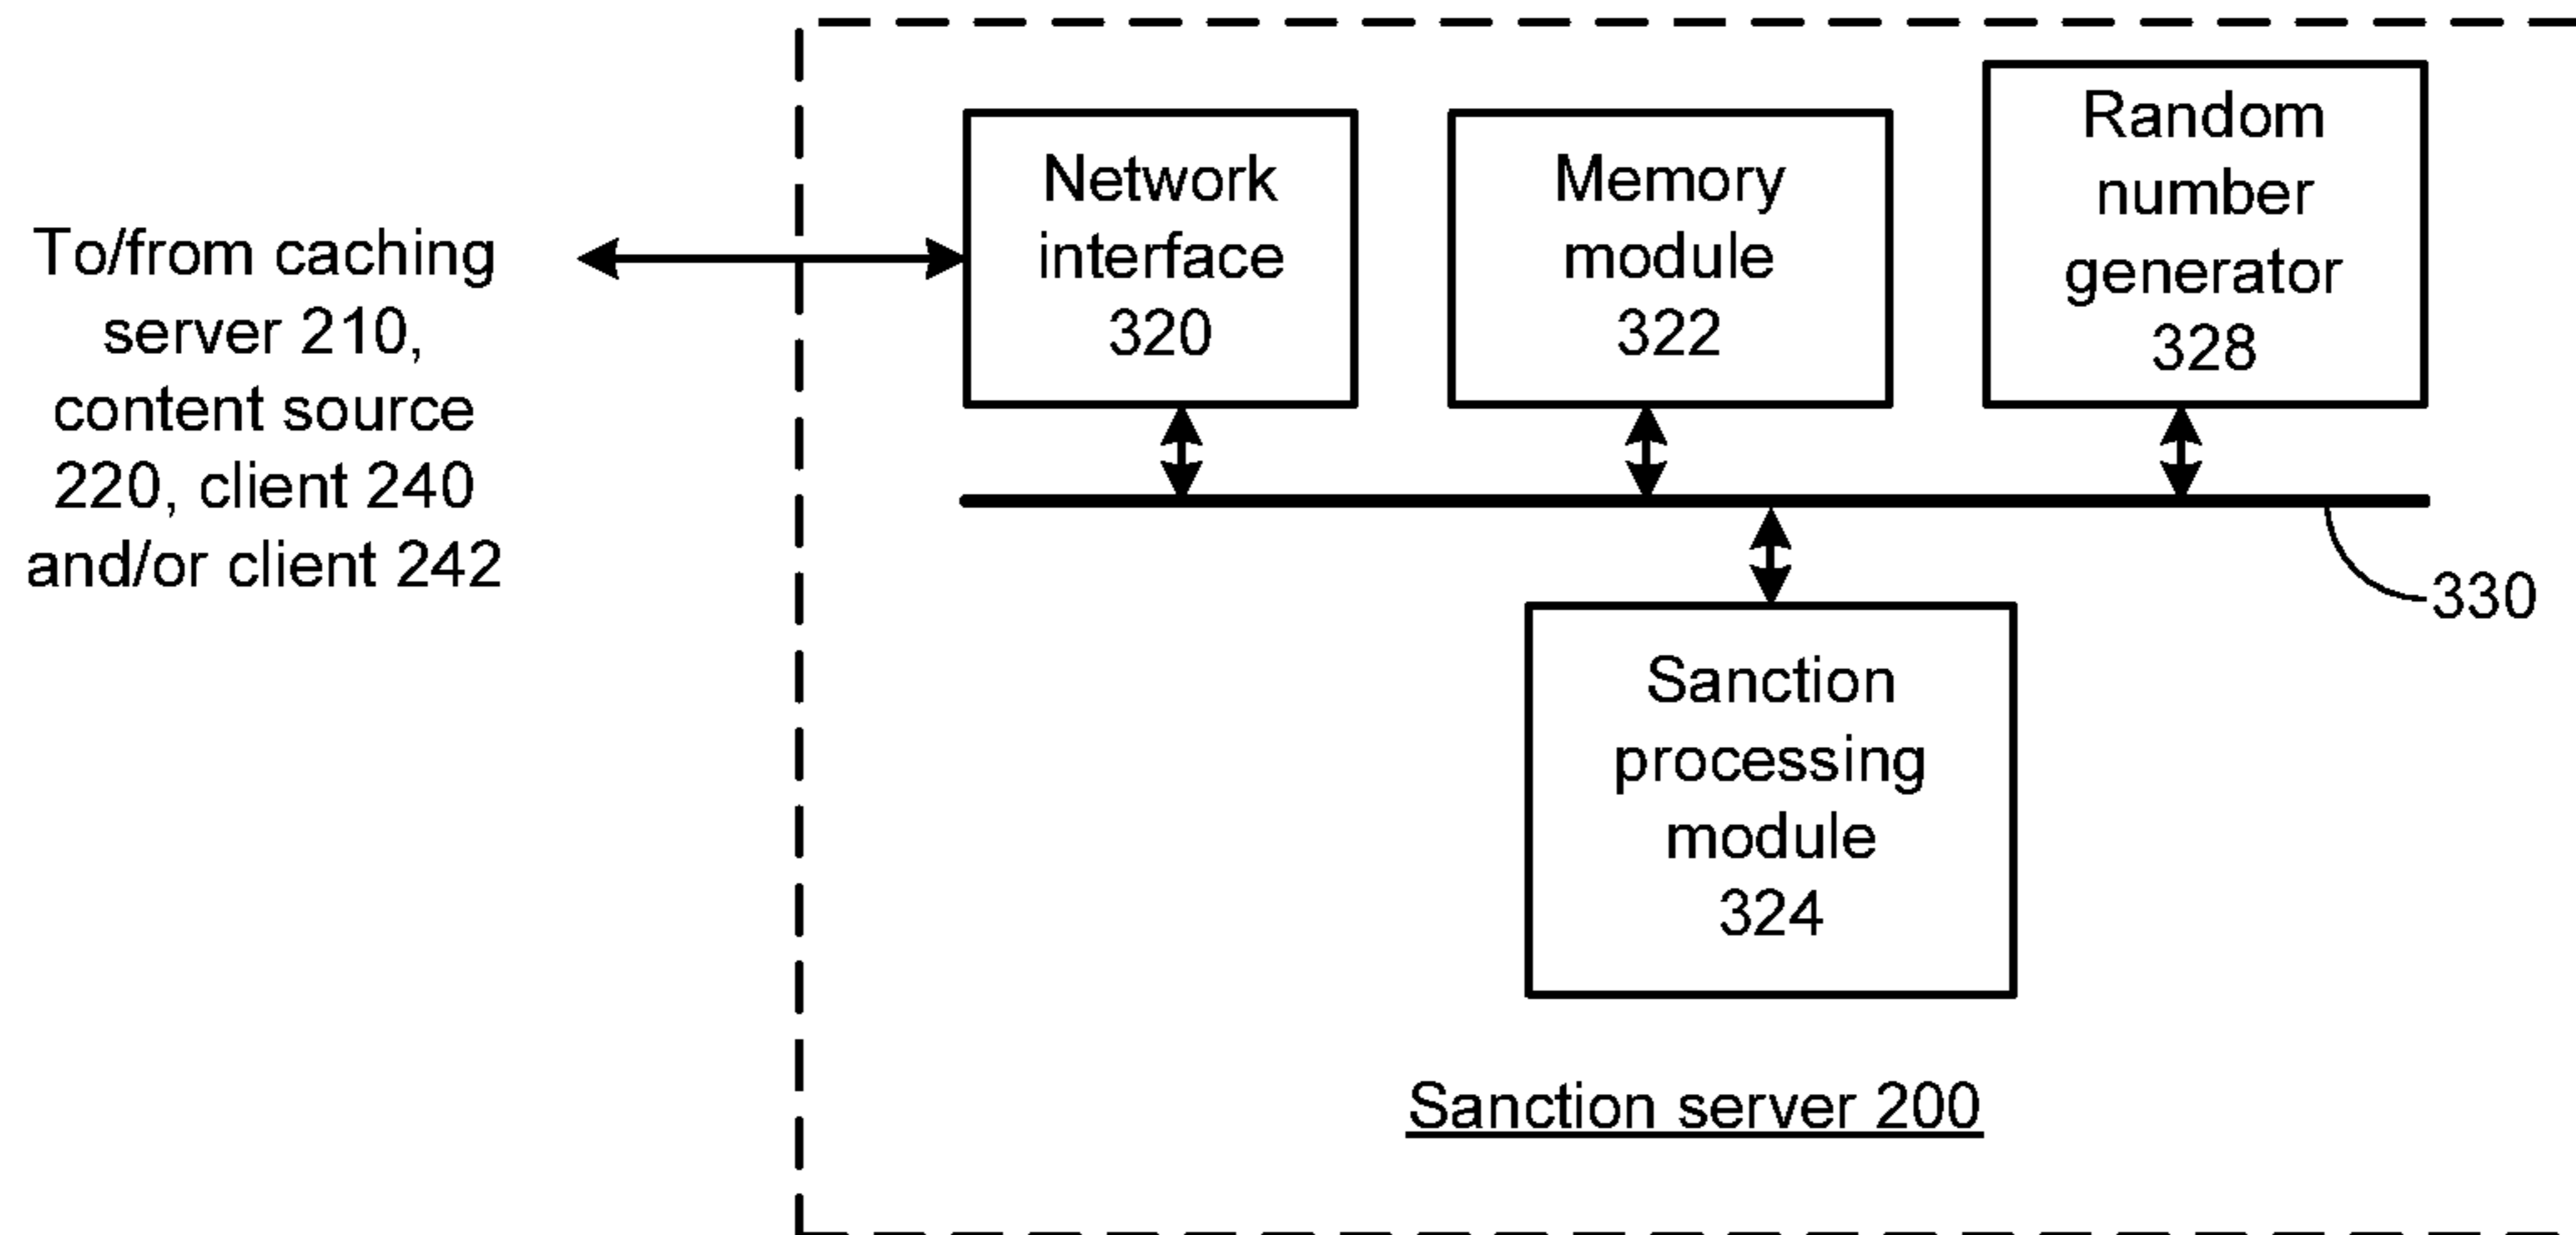 To/from caching
server 210,
content source
220, client 240
and/or client 242
Network
interface
320
Memory
module
322
Random
number
generator
328
330
Sanction
processing
module
324
Sanction server 200